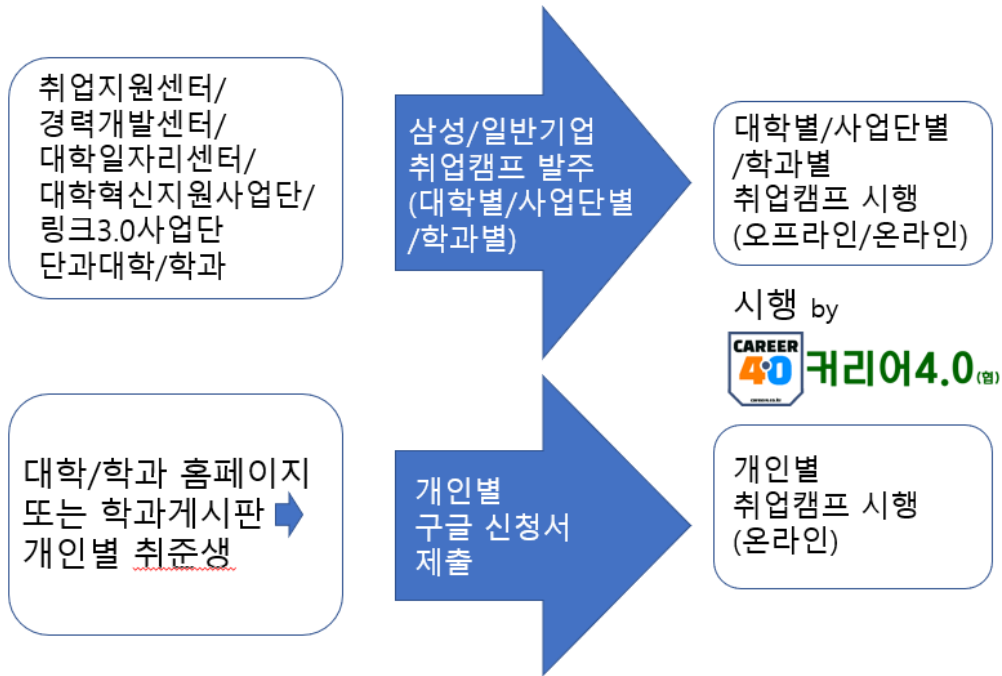 취업지원센터/
경력개발센터/
대학일자리센터/
대학혁신지원사업단/
링크3.0사업단
단과대학/학과
삼성/일반기업
취업캠프 발주
(대학별/사업단별
/학과별)
대학별/사업단별
/학과별
취업캠프 시행
(오프라인/온라인)
시행 by
CAREER
4.0
careero.co.kr
커리어4.0(협)
대학/학과 홈페이지
또는 학과게시판
개인별 취준생
개인별
구글 신청서
제출
개인별
취업캠프 시행
(온라인)